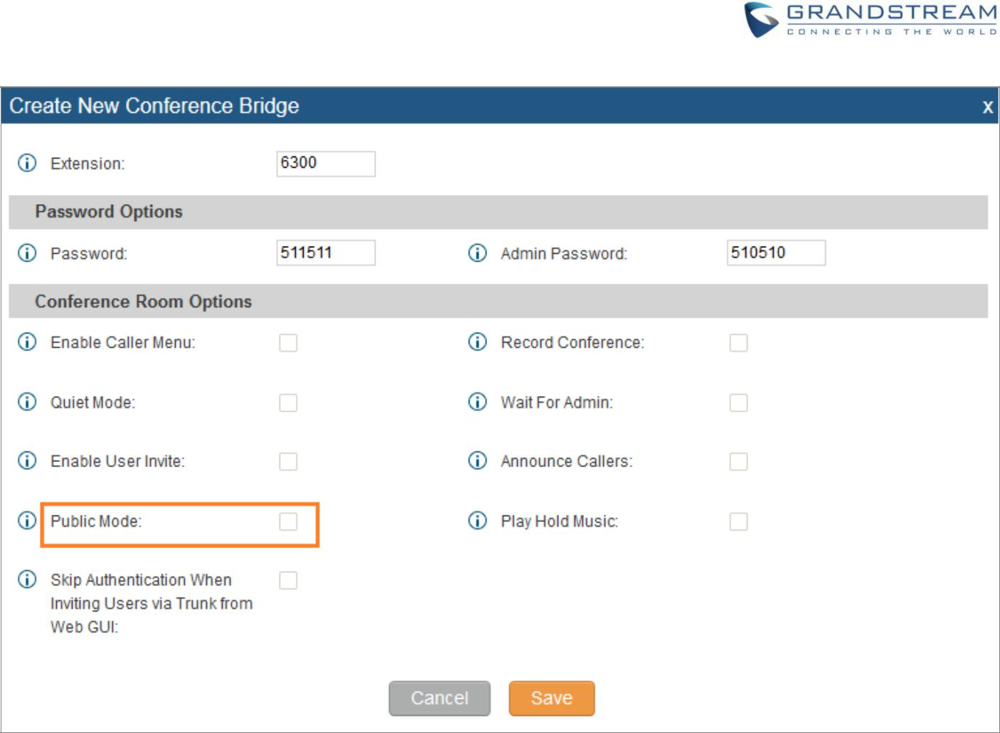 GRANDSTREAM
CONNECTING THE WORLD
Create New Conference Bridge X
Extension: 6300
Password Options
Password: 511511 Admin Password: 510510
Conference Room Options
Enable Caller Menu: Record Conference:
Quiet Mode: Wait For Admin:
Enable User Invite: Announce Callers:
Public Mode: Play Hold Music:
Skip Authentication When
Inviting Users via Trunk from
Web GUI:
Cancel Save